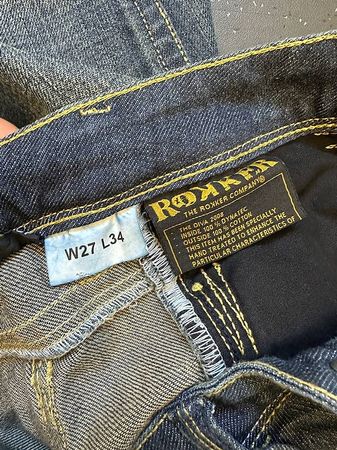 W27 L34
ROKKER
THE ROKKER COMPANY®
THE DIVA 2008
INSIDE 100 % DYNATEC
OUTSIDE 100 % COTTON
THIS ITEM HAS BEEN SPECIALLY
HAND TREATED TO ENHANCE THE
PARTICULAR CHARACTERISTICS OF